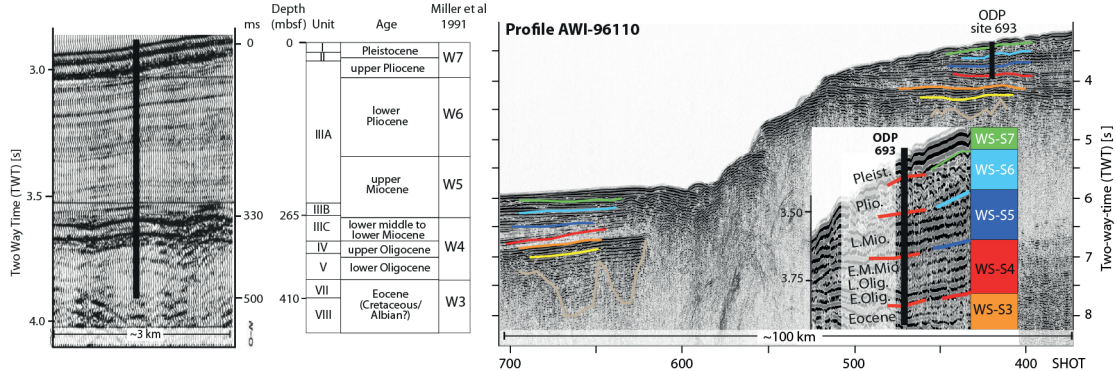 Depth
(mbsf)
Unit
Age
Miller et al
1991
ms
Two Way Time (TWT) [s]
3.0
3.5
4.0
0
330
500
~3 km
0
265
410
I
II
IIIA
IIIB
IIIC
IV
V
VII
VIII
Pleistocene
upper Pliocene
lower
Pliocene
upper
Miocene
lower middle to
lower Miocene
upper Oligocene
lower Oligocene
Eocene
(Cretaceous/
Albian?)
W7
W6
W5
W4
W3
Profile AWI-96110
ODP
site 693
ODP
693
Pleist.
Plio.
L.Mio.
E.M.Mio
L.Olig.
E.Olig.
Eocene
3.50
3.75
WS-S7
WS-S6
WS-S5
WS-S4
WS-S3
4
5
6
7
8
Two-way-time (TWT) [s]
~100 km
700
600
500
400
SHOT